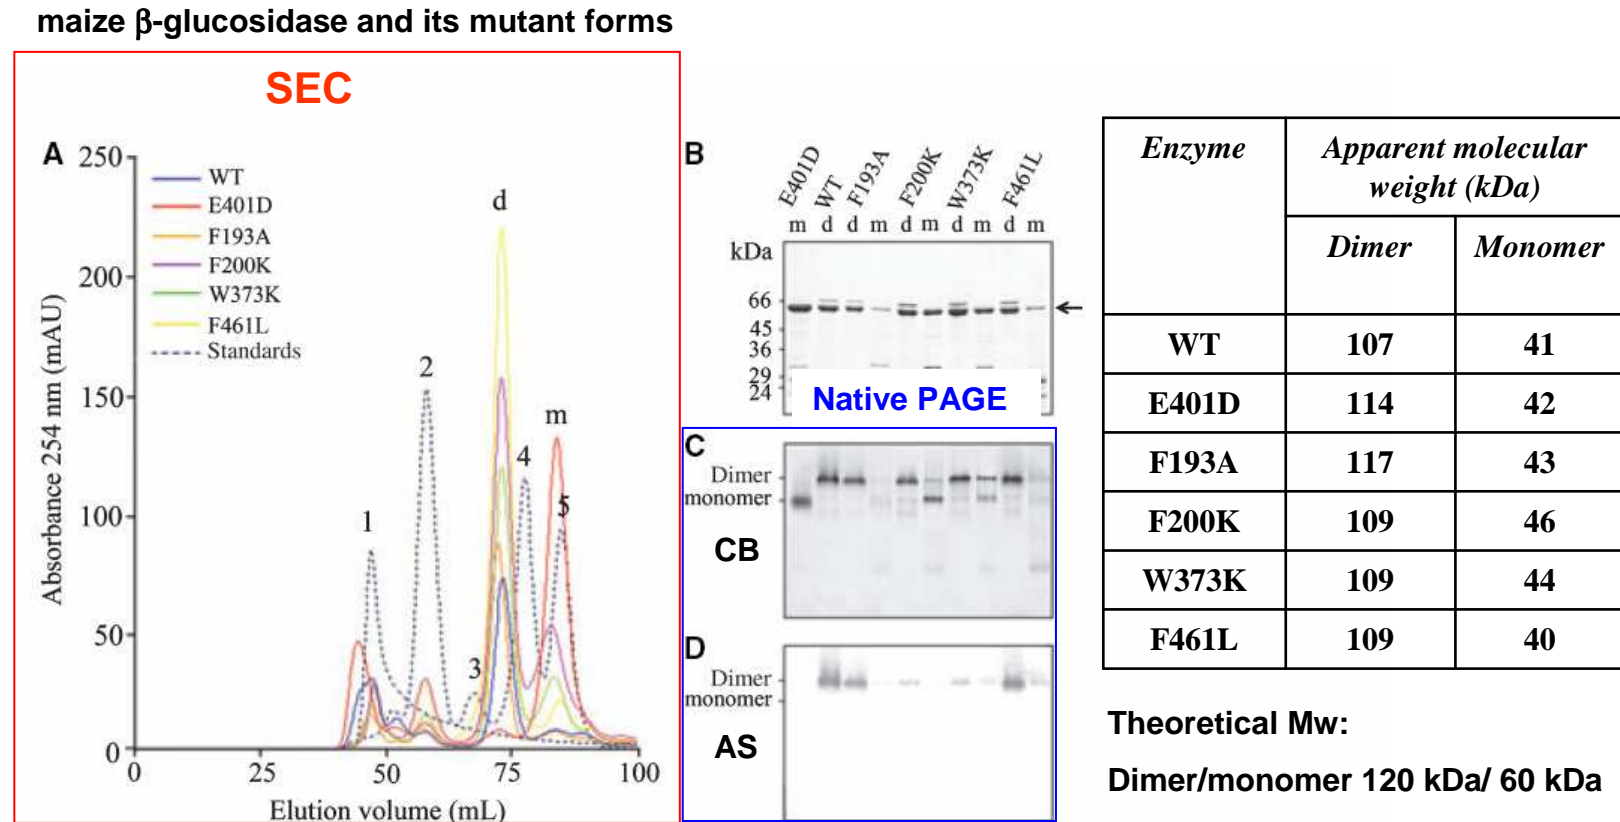 maize β-glucosidase and its mutant forms
SEC
A
250
200
150
100
50
0
Absorbance 254 nm (mAU)
WT
E401D
F193A
F200K
W373K
F461L
Standards
1
2
3
d
4
m
5
0 25 50 75 100
Elution volume (mL)
B
E401D WT F193A F200K W373K F461L
m d d m d m d m d m
kDa
66
45
36
29
24
Native PAGE
C
Dimer
monomer
CB
D
Dimer
monomer
AS
Enzyme Apparent molecular
weight (kDa)
Dimer Monomer
WT 107 41
E401D 114 42
F193A 117 43
F200K 109 46
W373K 109 44
F461L 109 40
Theoretical Mw:
Dimer/monomer 120 kDa/ 60 kDa